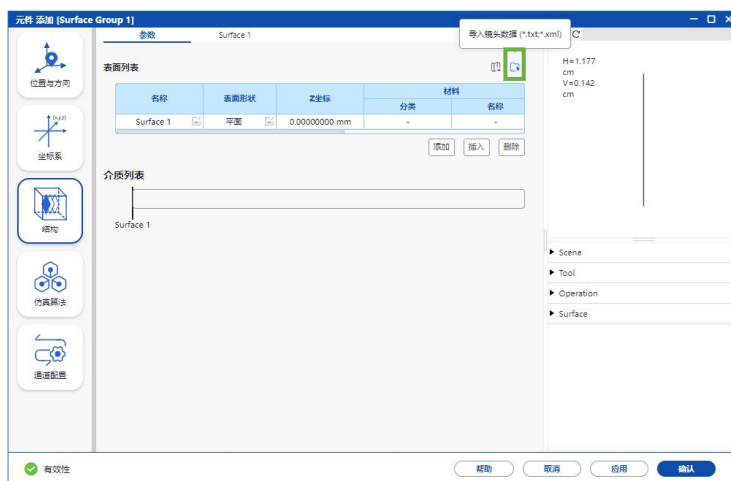 元件 添加 [Surface Group 1]
参数
Surface 1
导入镜头数据 (*.txt;*.xml)
位置与方向
坐标系
结构
仿真算法
通道配置
表面列表
名称
表面形状
Z坐标
材料
分类
名称
Surface 1
平面
0.00000000 mm
-
-
添加
插入
删除
介质列表
Surface 1
H=1.177
cm
V=0.142
cm
Scene
Tool
Operation
Surface
有效性
帮助
取消
应用
确认